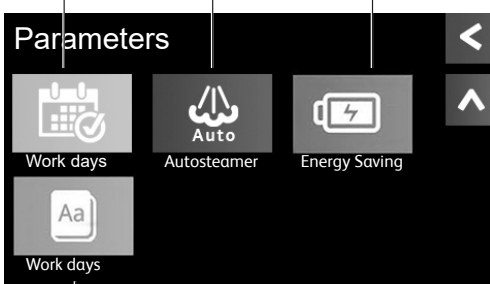 Parameters
Auto
Work days
Autosteamer
Energy Saving
Aa
Work days